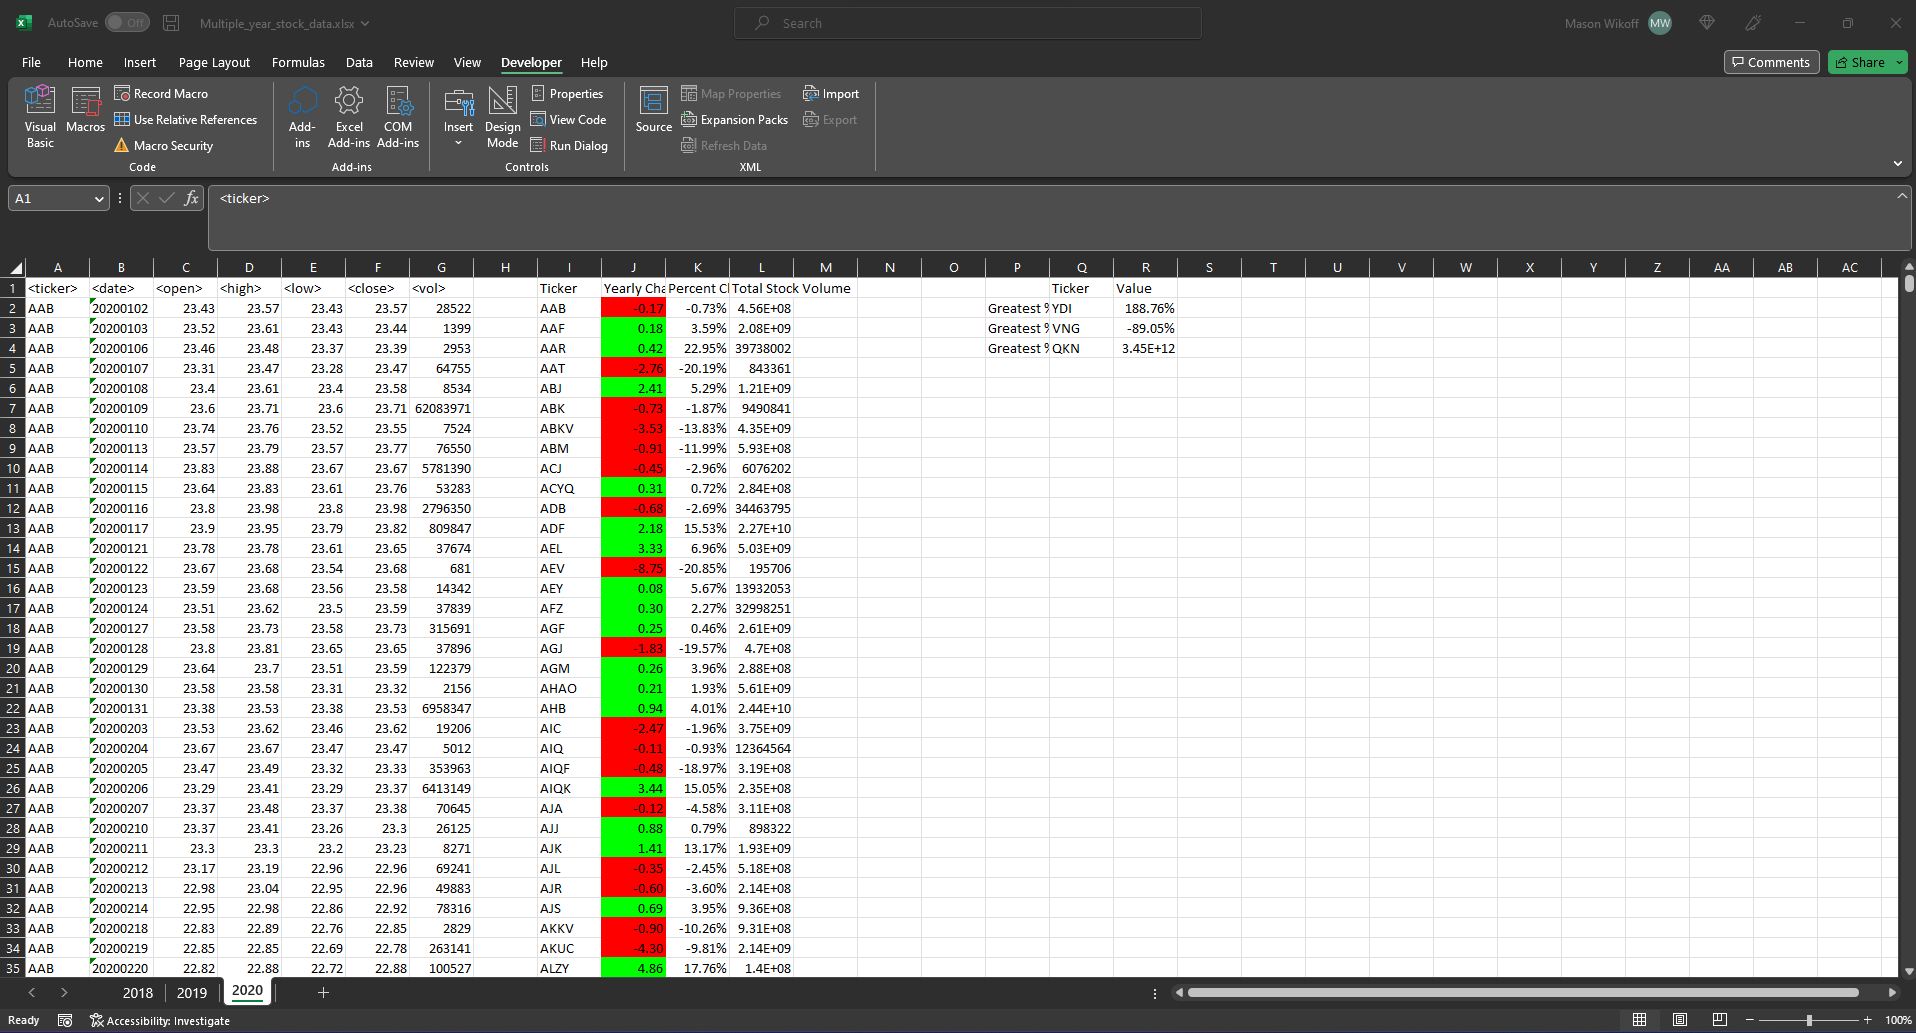 AutoSave Off Multiple_year_stock_data.xlsx Search Mason Wikoff MW
File Home Insert Page Layout Formulas Data Review View Developer Help Comments Share
Visual Basic Macros Record Macro Use Relative References Macro Security Code
Add-ins Excel Add-ins COM Add-ins Add-ins
Insert Design Mode Properties View Code Run Dialog Controls
Source Map Properties Expansion Packs Refresh Data Import Export XML
A1 fx <ticker>
A B C D E F G H I J K L M N O P Q R S T U V W X Y Z AA AB AC
1 <ticker> <date> <open> <high> <low> <close> <vol> Ticker Yearly Cha Percent Cl Total Stock Volume Ticker Value
2 AAB 20200102 23.43 23.57 23.43 23.57 28522 AAB -0.17 -0.73% 4.56E+08 Greatest % YDI 188.76%
3 AAB 20200103 23.52 23.61 23.43 23.44 1399 AAF 0.18 3.59% 2.08E+09 Greatest % VNG -89.05%
4 AAB 20200106 23.46 23.48 23.37 23.39 2953 AAR 0.42 22.95% 39738002 Greatest % QKN 3.45E+12
5 AAB 20200107 23.31 23.47 23.28 23.47 64755 AAT -2.76 -20.19% 843361
6 AAB 20200108 23.4 23.61 23.4 23.58 8534 ABJ 2.41 5.29% 1.21E+09
7 AAB 20200109 23.6 23.71 23.6 23.71 62083971 ABK -0.73 -1.87% 9490841
8 AAB 20200110 23.74 23.76 23.52 23.55 7524 ABKV -3.53 -13.83% 4.35E+09
9 AAB 20200113 23.57 23.79 23.57 23.77 76550 ABM -0.91 -11.99% 5.93E+08
10 AAB 20200114 23.83 23.88 23.67 23.67 5781390 ACJ -0.45 -2.96% 6076202
11 AAB 20200115 23.64 23.83 23.61 23.76 53283 ACYQ 0.31 0.72% 2.84E+08
12 AAB 20200116 23.8 23.98 23.8 23.98 2796350 ADB -0.68 -2.69% 34463795
13 AAB 20200117 23.9 23.95 23.79 23.82 809847 ADF 2.18 15.53% 2.27E+10
14 AAB 20200121 23.78 23.78 23.61 23.65 37674 AEL 3.33 6.96% 5.03E+09
15 AAB 20200122 23.67 23.68 23.54 23.68 681 AEV -8.75 -20.85% 195706
16 AAB 20200123 23.59 23.68 23.56 23.58 14342 AEY 0.08 5.67% 13932053
17 AAB 20200124 23.51 23.62 23.5 23.59 37839 AFZ 0.30 2.27% 32998251
18 AAB 20200127 23.58 23.73 23.58 23.73 315691 AGF 0.25 0.46% 2.61E+09
19 AAB 20200128 23.8 23.81 23.65 23.65 37896 AGJ -1.83 -19.57% 4.7E+08
20 AAB 20200129 23.64 23.7 23.51 23.59 122379 AGM 0.26 3.96% 2.88E+08
21 AAB 20200130 23.58 23.58 23.31 23.32 2156 AHAO 0.21 1.93% 5.61E+09
22 AAB 20200131 23.38 23.53 23.38 23.53 6958347 AHB 0.94 4.01% 2.44E+10
23 AAB 20200203 23.53 23.62 23.46 23.62 19206 AIC -2.47 -1.96% 3.75E+09
24 AAB 20200204 23.67 23.67 23.47 23.47 5012 AIQ -0.11 -0.93% 12364564
25 AAB 20200205 23.47 23.49 23.32 23.33 353963 AIQF -0.48 -18.97% 3.19E+08
26 AAB 20200206 23.29 23.41 23.29 23.37 6413149 AIQK 3.44 15.05% 2.35E+08
27 AAB 20200207 23.37 23.48 23.37 23.38 70645 AJA -0.12 -4.58% 3.11E+08
28 AAB 20200210 23.37 23.41 23.26 23.3 26125 AJJ 0.88 0.79% 898322
29 AAB 20200211 23.3 23.3 23.2 23.23 8271 AJK 1.41 13.17% 1.93E+09
30 AAB 20200212 23.17 23.19 22.96 22.96 69241 AJL -0.35 -2.45% 5.18E+08
31 AAB 20200213 22.98 23.04 22.95 22.96 49883 AJR -0.60 -3.60% 2.14E+08
32 AAB 20200214 22.95 22.98 22.86 22.92 78316 AJS 0.69 3.95% 9.36E+08
33 AAB 20200218 22.83 22.89 22.76 22.85 2829 AKKV -0.90 -10.26% 9.31E+08
34 AAB 20200219 22.85 22.85 22.69 22.78 263141 AKUC -4.30 -9.81% 2.14E+09
35 AAB 20200220 22.82 22.88 22.72 22.88 100527 ALZY 4.86 17.76% 1.4E+08
2018 2019 2020
Ready Accessibility: Investigate 100%